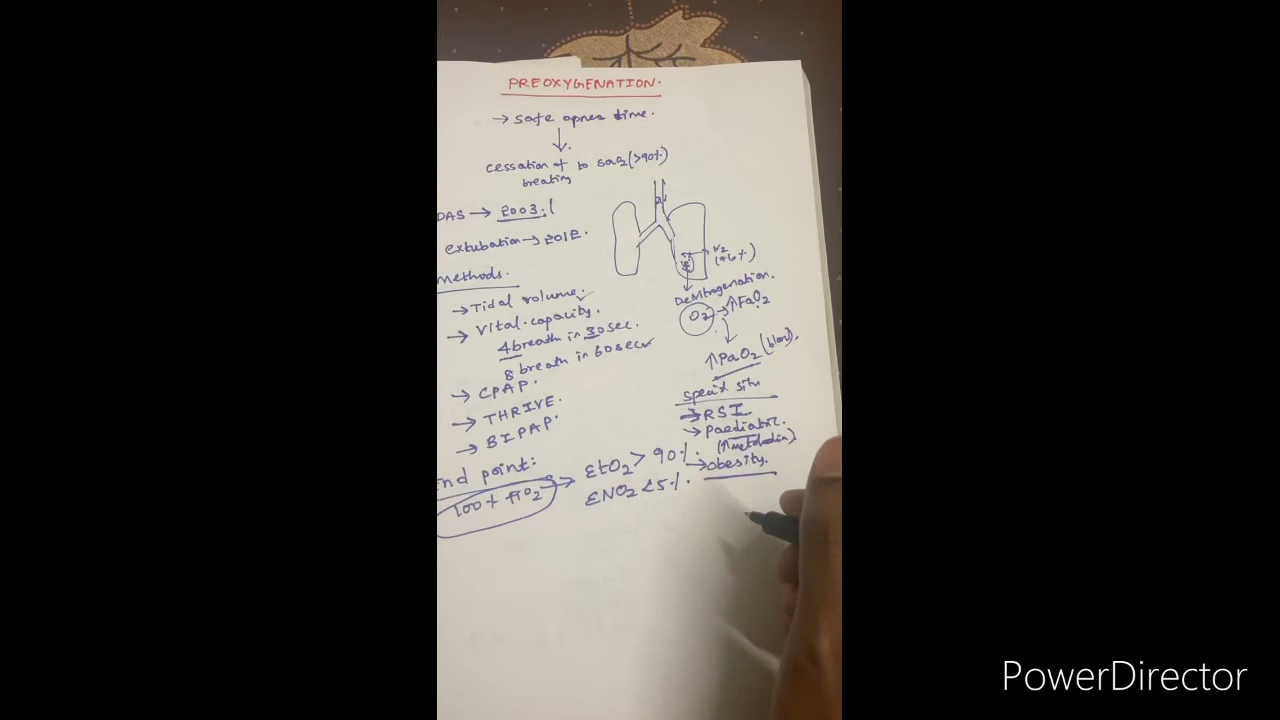 PREOXYGENATION.
→ safe apnea time.
cessation of to SaO2 (>90%)
breating
DAS → 2003.
extubation → 2012.
methods.
→ Tidal volume.
→ Vital capacity.
4 breath in 30 sec.
8 breath in 60 sec
→ CPAP.
→ THRIVE.
→ BIPAP.
End point:
100% FiO2 → EtO2 > 90%.
ENO2 < 5%.
N2
DeNitrogenation.
O2 → ↑FaO2
↑PaO2 (blood).
special situ
→ RSI
→ paediatric.
→ obesity.
PowerDirector